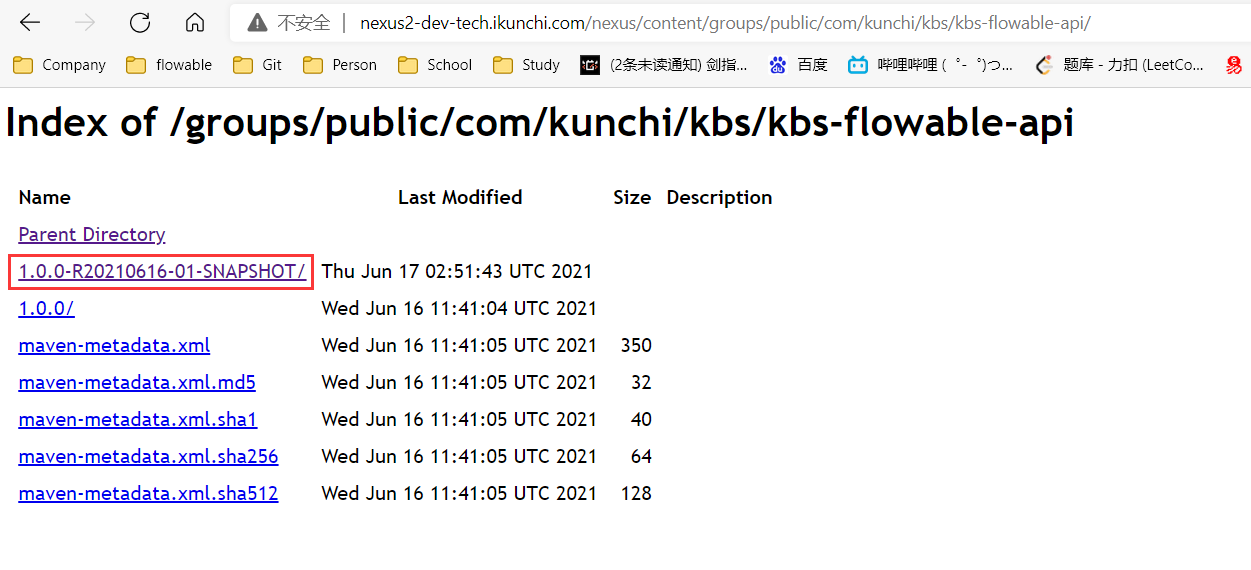 不安全 | nexus2-dev-tech.ikunchi.com/nexus/content/groups/public/com/kunchi/kbs/kbs-flowable-api/
Company flowable Git Person School Study (2条未读通知) 剑指... 百度 哔哩哔哩 (゜-゜)つ... 题库 - 力扣 (LeetCo...
Index of /groups/public/com/kunchi/kbs/kbs-flowable-api
Name Last Modified Size Description
Parent Directory
1.0.0-R20210616-01-SNAPSHOT/ Thu Jun 17 02:51:43 UTC 2021
1.0.0/ Wed Jun 16 11:41:04 UTC 2021
maven-metadata.xml Wed Jun 16 11:41:05 UTC 2021 350
maven-metadata.xml.md5 Wed Jun 16 11:41:05 UTC 2021 32
maven-metadata.xml.sha1 Wed Jun 16 11:41:05 UTC 2021 40
maven-metadata.xml.sha256 Wed Jun 16 11:41:05 UTC 2021 64
maven-metadata.xml.sha512 Wed Jun 16 11:41:05 UTC 2021 128